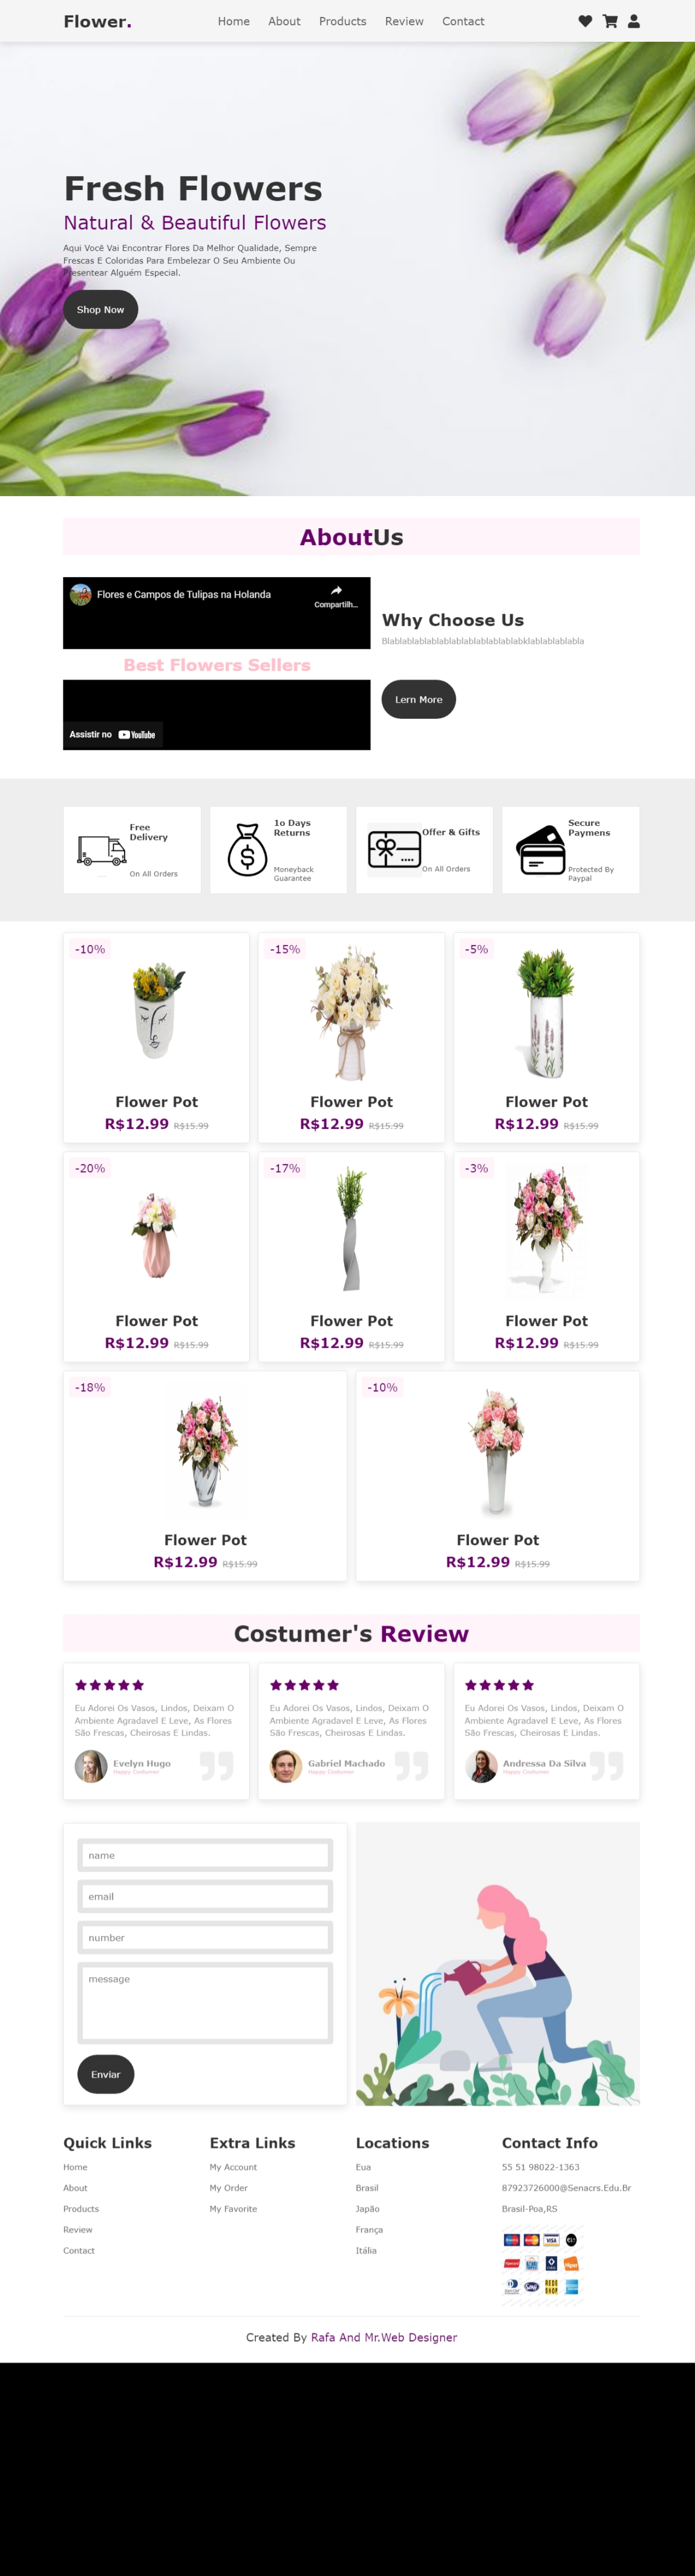 Flower.
Home
About
Products
Review
Contact
Fresh Flowers
Natural & Beautiful Flowers
Aqui Você Vai Encontrar Flores Da Melhor Qualidade, Sempre
Frescas E Coloridas Para Embelezar O Seu Ambiente Ou
Presentear Alguém Especial.
Shop Now
AboutUs
Flores e Campos de Tulipas na Holanda
Compartilh...
Best Flowers Sellers
Assistir no YouTube
Why Choose Us
Blablablablablablablablablablablabklablablablabla
Lern More
Free
Delivery
On All Orders
1o Days
Returns
Moneyback
Guarantee
Offer & Gifts
On All Orders
Secure
Paymens
Protected By
Paypal
-10%
Flower Pot
R$12.99 R$15.99
-15%
Flower Pot
R$12.99 R$15.99
-5%
Flower Pot
R$12.99 R$15.99
-20%
Flower Pot
R$12.99 R$15.99
-17%
Flower Pot
R$12.99 R$15.99
-3%
Flower Pot
R$12.99 R$15.99
-18%
Flower Pot
R$12.99 R$15.99
-10%
Flower Pot
R$12.99 R$15.99
Costumer's Review
Eu Adorei Os Vasos, Lindos, Deixam O
Ambiente Agradavel E Leve, As Flores
São Frescas, Cheirosas E Lindas.
Evelyn Hugo
Happy Costumer
Eu Adorei Os Vasos, Lindos, Deixam O
Ambiente Agradavel E Leve, As Flores
São Frescas, Cheirosas E Lindas.
Gabriel Machado
Happy Costumer
Eu Adorei Os Vasos, Lindos, Deixam O
Ambiente Agradavel E Leve, As Flores
São Frescas, Cheirosas E Lindas.
Andressa Da Silva
Happy Costumer
name
email
number
message
Enviar
Quick Links
Home
About
Products
Review
Contact
Extra Links
My Account
My Order
My Favorite
Locations
Eua
Brasil
Japão
França
Itália
Contact Info
55 51 98022-1363
87923726000@Senacrs.Edu.Br
Brasil-Poa,RS
VISA
Created By Rafa And Mr.Web Designer